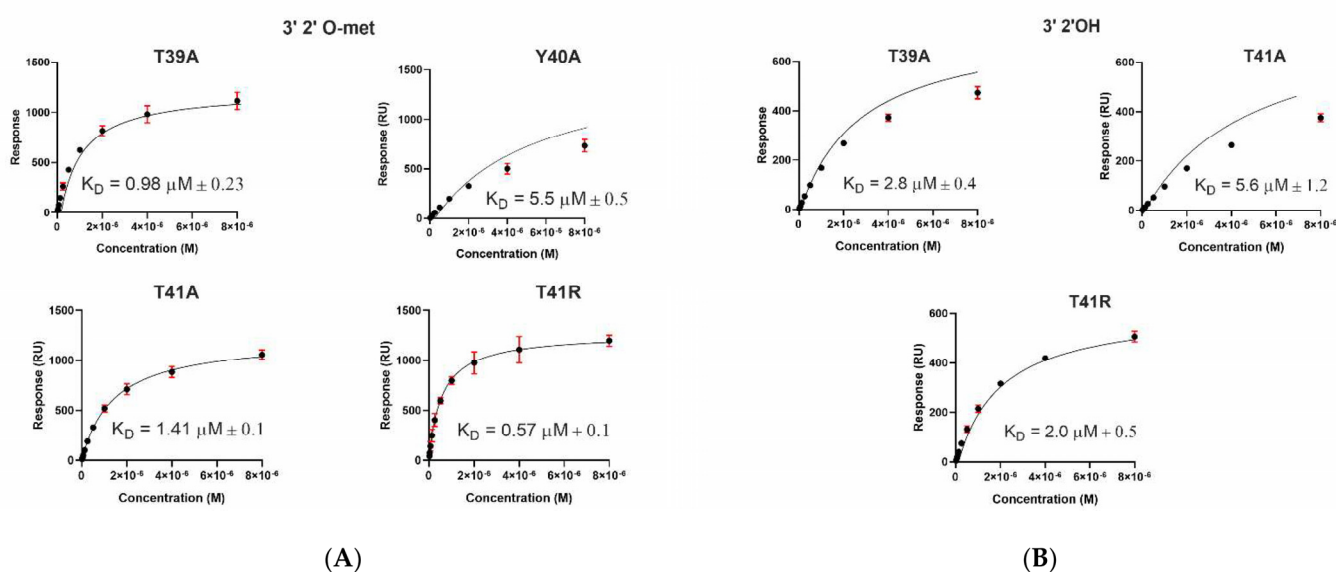 3' 2' O-met
T39A
1500
1000
500
0
Response
K_D = 0.98 μM ± 0.23
0 2×10⁻⁶ 4×10⁻⁶ 6×10⁻⁶ 8×10⁻⁶
Concentration (M)
Y40A
1500
1000
500
0
Response (RU)
K_D = 5.5 μM ± 0.5
0 2×10⁻⁶ 4×10⁻⁶ 6×10⁻⁶ 8×10⁻⁶
Concentration (M)
T41A
1500
1000
500
0
Response (RU)
K_D = 1.41 μM ± 0.1
0 2×10⁻⁶ 4×10⁻⁶ 6×10⁻⁶ 8×10⁻⁶
Concentration (M)
T41R
1500
1000
500
0
Response (RU)
K_D = 0.57 μM + 0.1
0 2×10⁻⁶ 4×10⁻⁶ 6×10⁻⁶ 8×10⁻⁶
Concentration (M)
(A)
3' 2'OH
T39A
600
400
200
0
Response
K_D = 2.8 μM ± 0.4
0 2×10⁻⁶ 4×10⁻⁶ 6×10⁻⁶ 8×10⁻⁶
Concentration (M)
T41A
600
400
200
0
Response (RU)
K_D = 5.6 μM ± 1.2
0 2×10⁻⁶ 4×10⁻⁶ 6×10⁻⁶ 8×10⁻⁶
Concentration (M)
T41R
600
400
200
0
Response (RU)
K_D = 2.0 μM + 0.5
0 2×10⁻⁶ 4×10⁻⁶ 6×10⁻⁶ 8×10⁻⁶
Concentration (M)
(B)